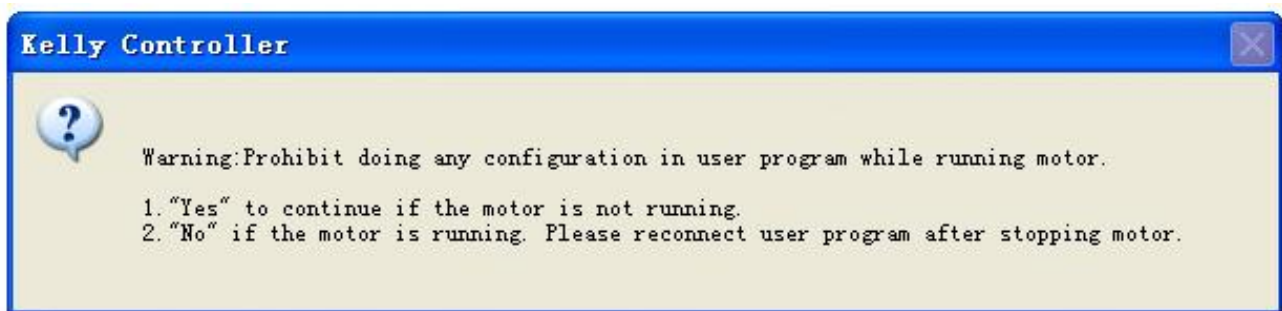 Kelly Controller
?
Warning:Prohibit doing any configuration in user program while running motor.
1."Yes" to continue if the motor is not running.
2."No" if the motor is running. Please reconnect user program after stopping motor.